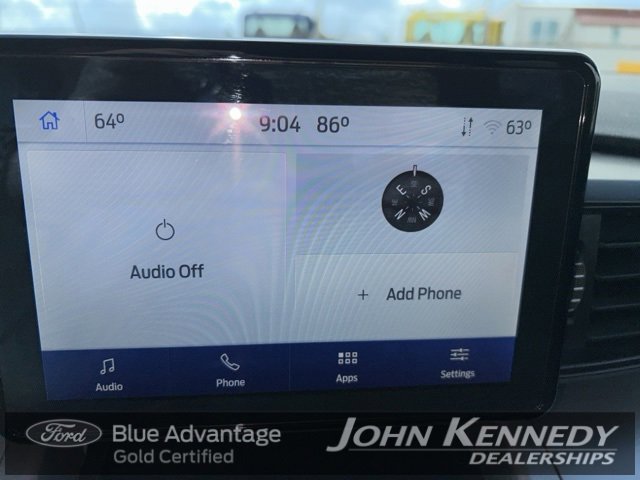 64° 9:04 86° 63°
E S
N W
Audio Off
+ Add Phone
Audio Phone Apps Settings
Ford Blue Advantage
Gold Certified
JOHN KENNEDY
DEALERSHIPS